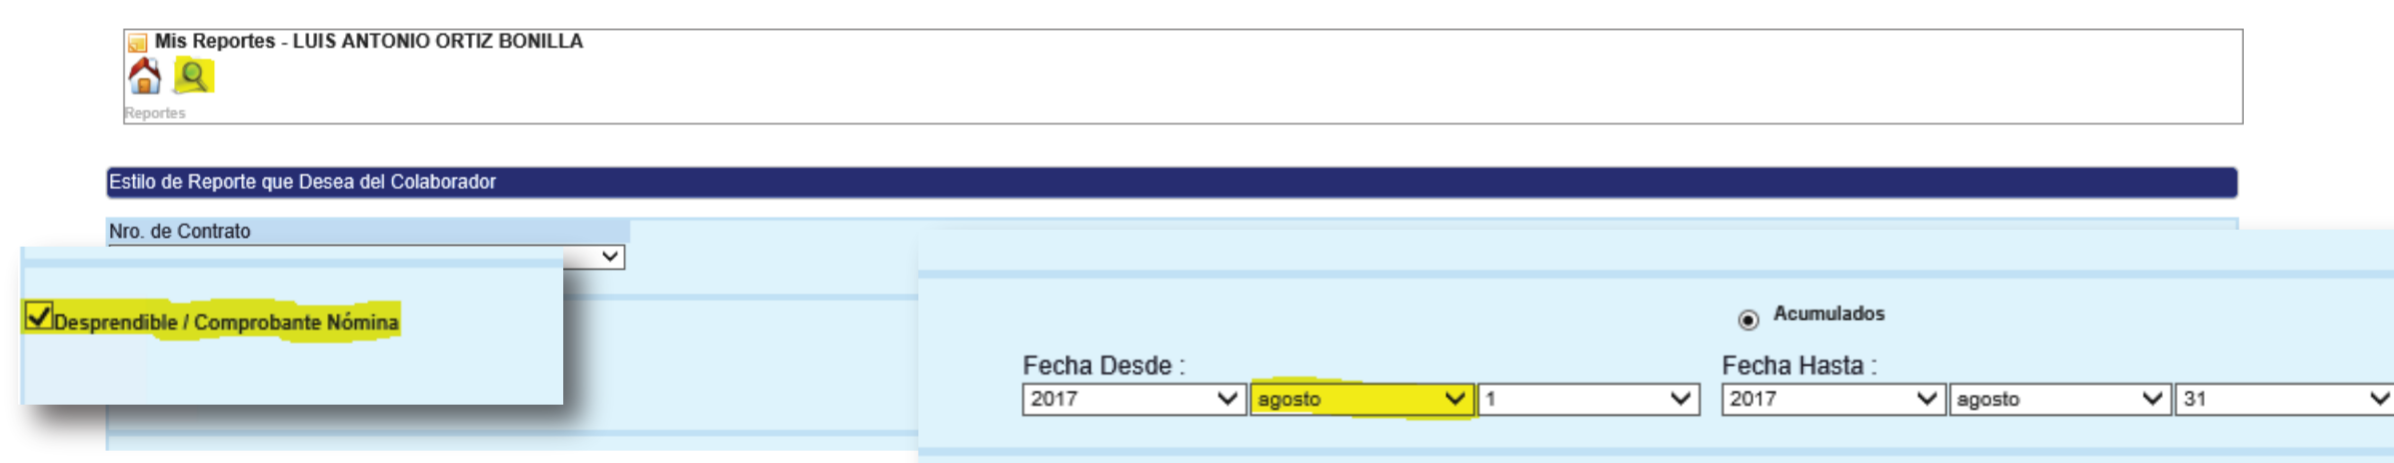 Mis Reportes - LUIS ANTONIO ORTIZ BONILLA
Reportes
Estilo de Reporte que Desea del Colaborador
Nro. de Contrato
Desprendible / Comprobante Nómina
Acumulados
Fecha Desde : Fecha Hasta :
2017 agosto 1 2017 agosto 31